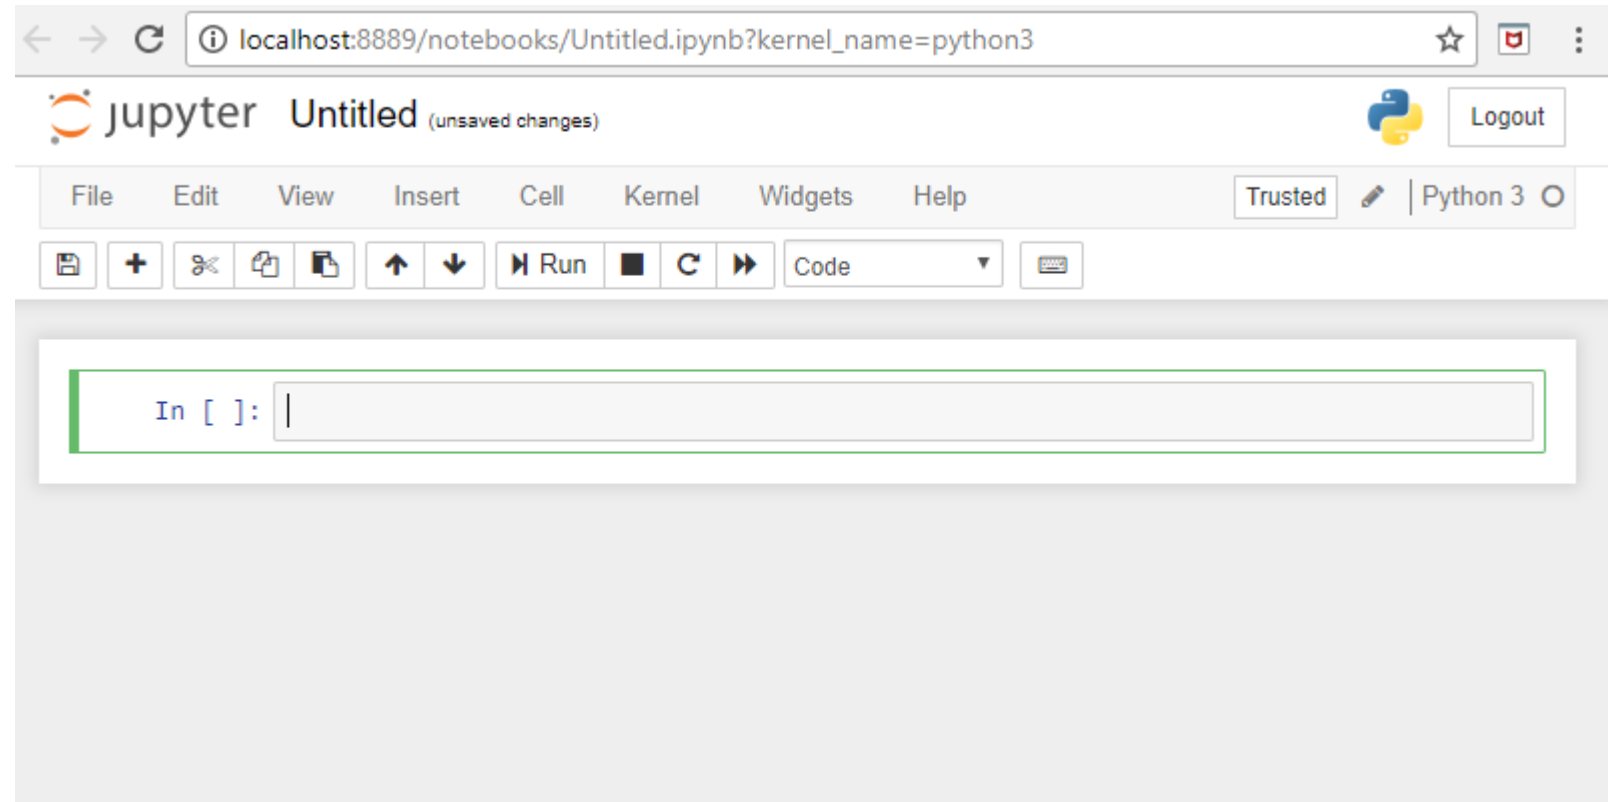 localhost:8889/notebooks/Untitled.ipynb?kernel_name=python3
jupyter Untitled (unsaved changes) Logout
File Edit View Insert Cell Kernel Widgets Help Trusted Python 3
Run Code
In [ ]: